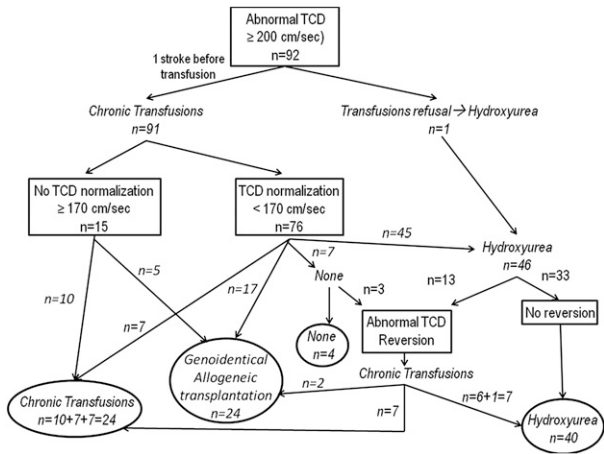 Abnormal TCD
≥ 200 cm/sec)
n=92
1 stroke before
transfusion
Chronic Transfusions
n=91
Transfusions refusal→Hydroxyurea
n=1
No TCD normalization
≥ 170 cm/sec
n=15
TCD normalization
< 170 cm/sec
n=76
n=45
Hydroxyurea
n=46
n=7
n=5
None
n=13
n=33
n=10
n=17
n=3
n=7
None
n=4
Abnormal TCD
Reversion
No reversion
Genoidentical
Allogeneic
transplantation
n=24
Chronic Transfusions
n=2
n=6+1=7
Chronic Transfusions
n=10+7+7=24
n=7
Hydroxyurea
n=40